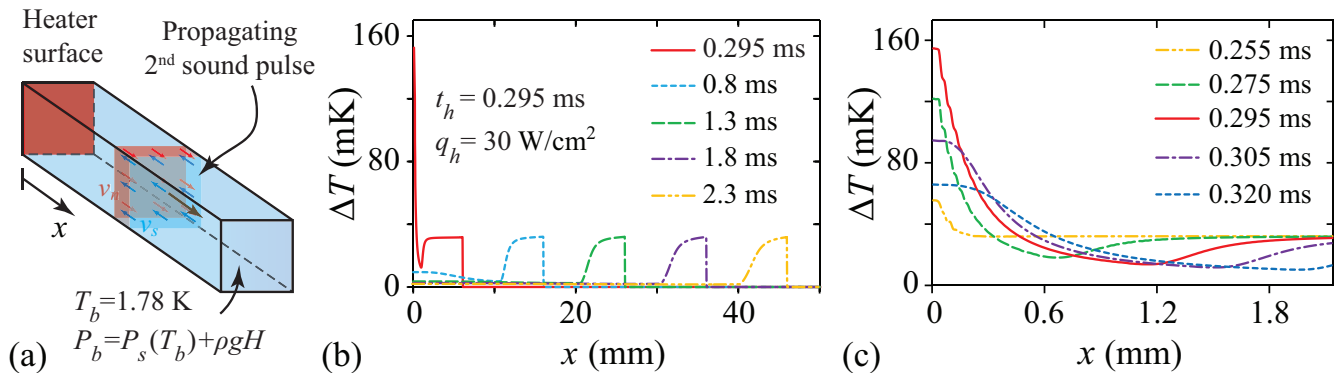 Heater
surface
Propagating
2nd sound pulse
vn
vs
x
Tb=1.78 K
Pb=Ps(Tb)+ρgH
(a)
160
80
0
ΔT (mK)
th= 0.295 ms
qh= 30 W/cm2
0.295 ms
0.8 ms
1.3 ms
1.8 ms
2.3 ms
0
20
40
x (mm)
(b)
160
80
0
ΔT (mK)
0.255 ms
0.275 ms
0.295 ms
0.305 ms
0.320 ms
0
0.6
1.2
1.8
x (mm)
(c)